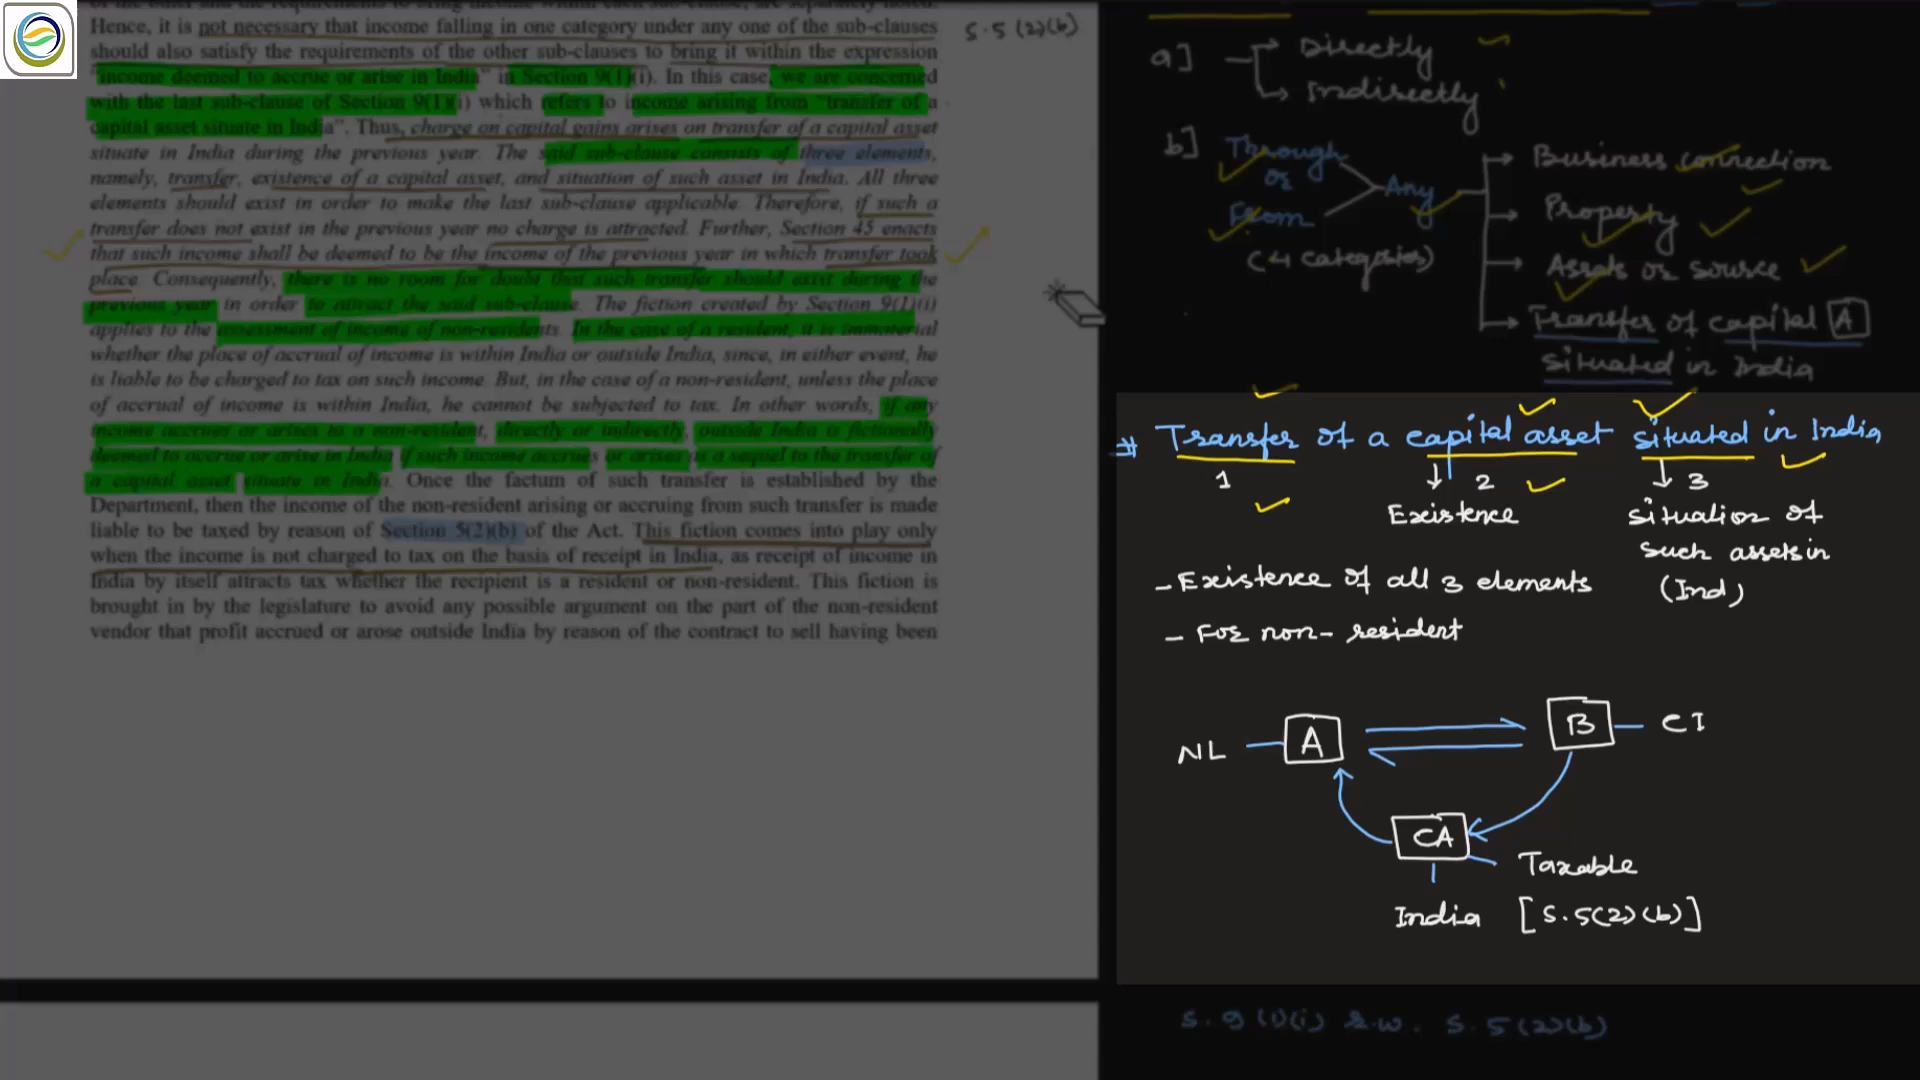 Hence, it is not necessary that income falling in one category under any one of the sub-clauses
should also satisfy the requirements of the other sub-clauses to bring it within the expression
"income deemed to accrue or arise in India" in Section 9(1)(i). In this case, we are concerned
with the last sub-clause of Section 9(1)(i) which refers to income arising from "transfer of a
capital asset situate in India". Thus, charge on capital gains arises on transfer of a capital asset
situate in India during the previous year. The said sub-clause consists of three elements,
namely, transfer, existence of a capital asset, and situation of such asset in India. All three
elements should exist in order to make the last sub-clause applicable. Therefore, if such a
transfer does not exist in the previous year no charge is attracted. Further, Section 45 enacts
that such income shall be deemed to be the income of the previous year in which transfer took
place. Consequently, there is no room for doubt that such transfer should exist during the
previous year in order to attract the said sub-clause. The fiction created by Section 9(1)(i)
applies to the assessment of income of non-residents. In the case of a resident, it is immaterial
whether the place of accrual of income is within India or outside India, since, in either event, he
is liable to be charged to tax on such income. But, in the case of a non-resident, unless the place
of accrual of income is within India, he cannot be subjected to tax. In other words, if any
income accrues or arises to a non-resident, directly or indirectly, outside India is fictionally
deemed to accrue or arise in India if such income accrues or arises as a sequel to the transfer of
a capital asset situate in India. Once the factum of such transfer is established by the
Department, then the income of the non-resident arising or accruing from such transfer is made
liable to be taxed by reason of Section 5(2)(b) of the Act. This fiction comes into play only
when the income is not charged to tax on the basis of receipt in India, as receipt of income in
India by itself attracts tax whether the recipient is a resident or non-resident. This fiction is
brought in by the legislature to avoid any possible argument on the part of the non-resident
vendor that profit accrued or arose outside India by reason of the contract to sell having been
S.5(2)(b)
a] Directly
Indirectly
b] Through
or
From
Any
(4 categories)
Business connection
Property
Assets or source
Transfer of capital A
situated in India
Transfer of a capital asset situated in India
1 2 3
Existence
situation of
such assets in
(Ind)
- Existence of all 3 elements
- For non-resident
NL A B CI
CA
Taxable
India [S.5(2)(b)]
S.9(1)(i) r.w. S.5(2)(b)